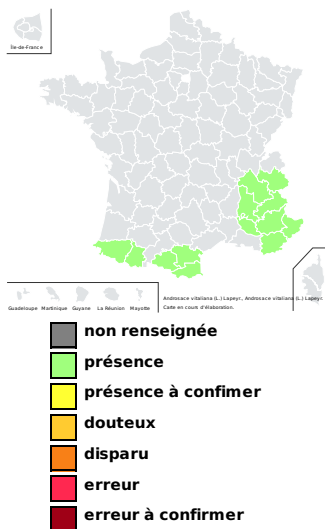 Île-de-France
Guadeloupe Martinique Guyane La Réunion Mayotte
Androsace vitaliana (L.) Lapeyr., Androsace vitaliana (L.) Lapeyr.
Carte en cours d'élaboration.
non renseignée
présence
présence à confimer
douteux
disparu
erreur
erreur à confirmer